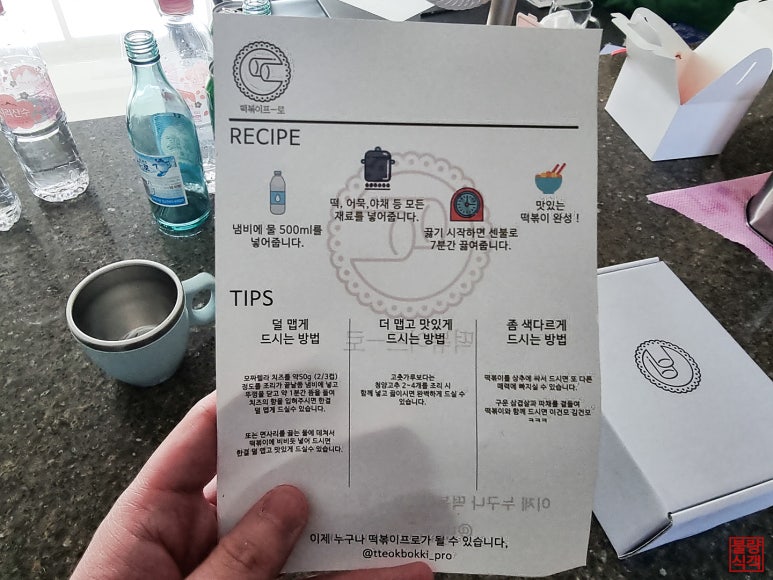 떡볶이프ㅡ로
RECIPE
냄비에 물 500ml를
넣어줍니다.
떡, 어묵,야채 등 모든
재료를 넣어줍니다.
끓기 시작하면 센불로
7분간 끓여줍니다.
맛있는
떡볶이 완성 !
TIPS
덜 맵게
드시는 방법
모짜렐라 치즈를 약50g (2/3컵)
정도를 조리가 끝날쯤 냄비에 넣고
뚜껑을 닫고 약 1분간 뜸을 들여
치즈의 향을 입혀주시면 한결
덜 맵게 드실수 있습니다.
또는 면사리를 끓는 물에 데쳐서
떡볶이에 비비듯 넣어 드시면
한결 덜 맵고 맛있게 드실수있습니다.
더 맵고 맛있게
드시는 방법
고춧가루보다는
청양고추 2~4개를 조리 시
함께 넣고 끓이시면 완벽하게 드실 수
있습니다.
좀 색다르게
드시는 방법
떡볶이를 상추에 싸서 드시면 또 다른
매력에 빠지실 수 있습니다.
구운 삼겹살과 파채를 곁들여
떡볶이와 함께 드시면 이건모 김건모
ㅋㅋㅋ
이제 누구나 떡볶이프로가 될 수 있습니다.
@tteokbokki_pro
불량
식객